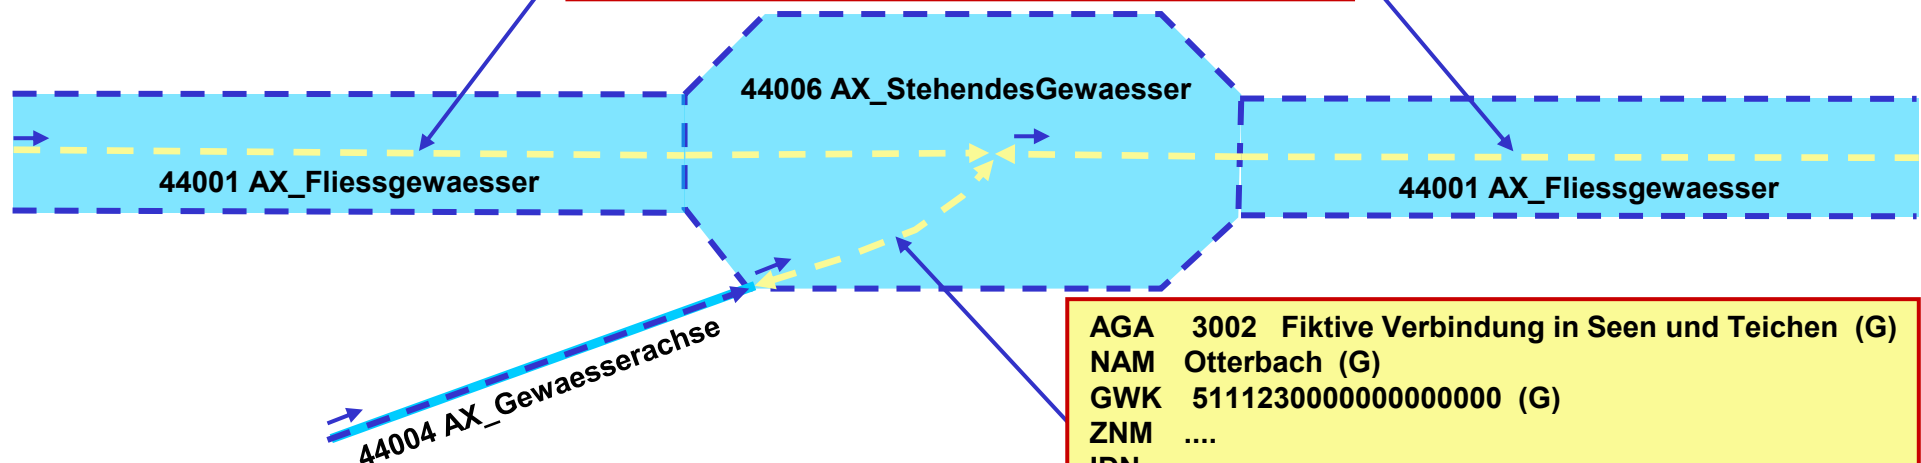 44006 AX_StehendesGewaesser
44001 AX_Fliessgewaesser
44001 AX_Fliessgewaesser
44004 AX_Gewaesserachse
AGA 3002 Fiktive Verbindung in Seen und Teichen (G)
NAM Otterbach (G)
GWK 5111230000000000000 (G)
ZNM ....